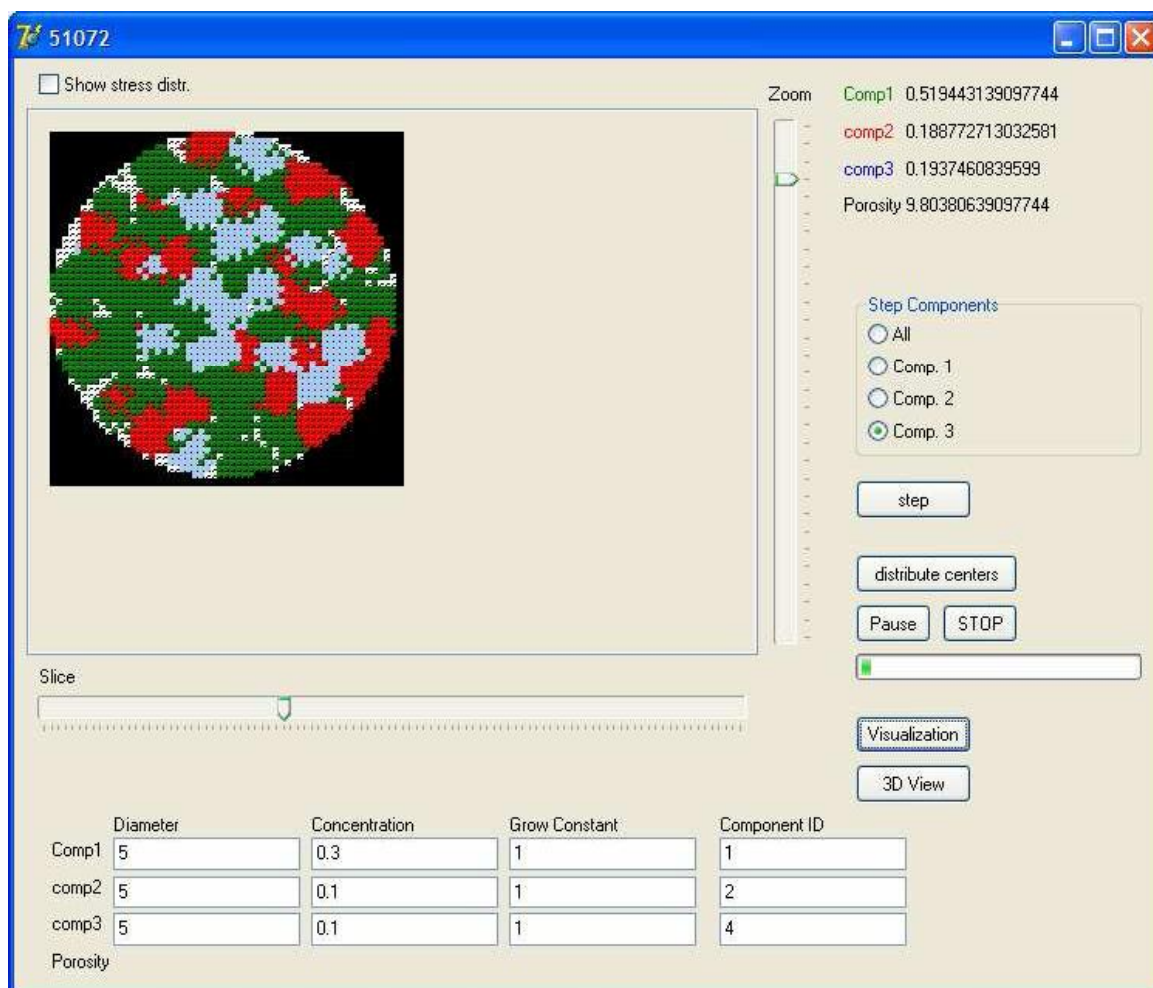 51072
Show stress distr.
Zoom
Comp1 0.519443139097744
comp2 0.188772713032581
comp3 0.1937460839599
Porosity 9.80380639097744
Step Components
All
Comp. 1
Comp. 2
Comp. 3
step
distribute centers
Pause STOP
Slice
Visualization
3D View
Diameter Concentration Grow Constant Component ID
Comp1 5 0.3 1 1
comp2 5 0.1 1 2
comp3 5 0.1 1 4
Porosity